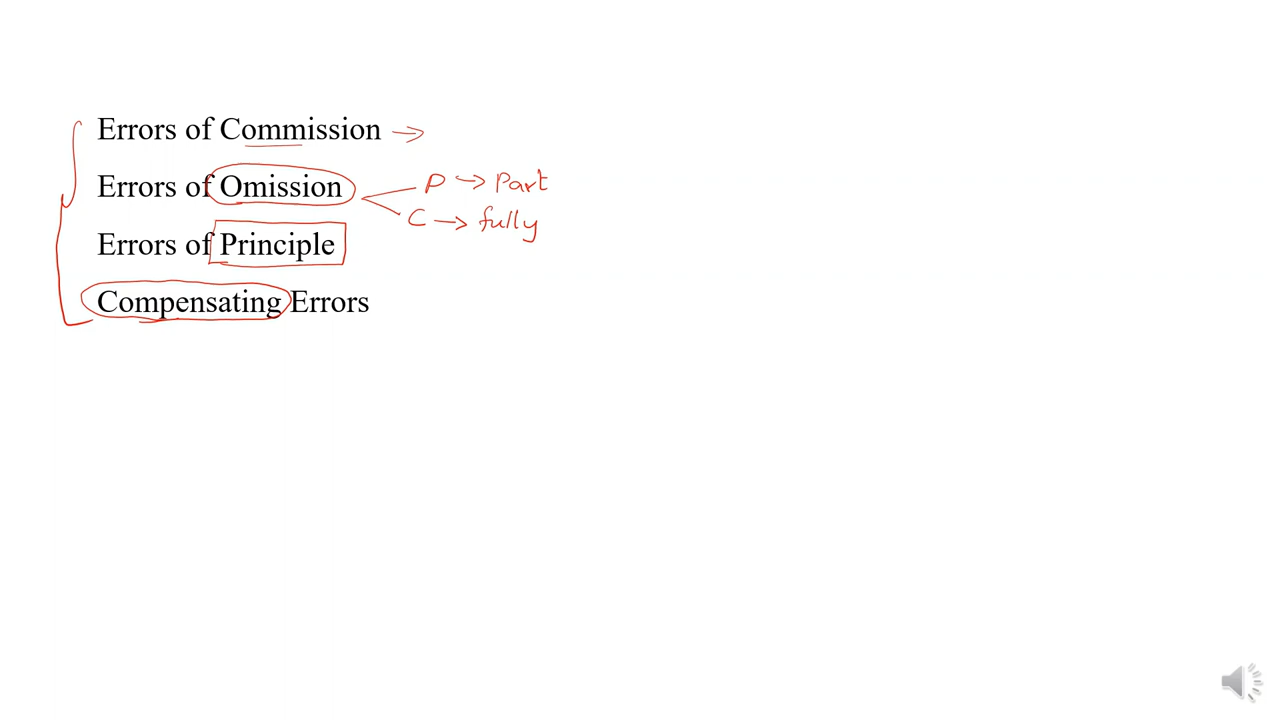 Errors of Commission →
Errors of Omission
P → Part
C → fully
Errors of Principle
Compensating Errors